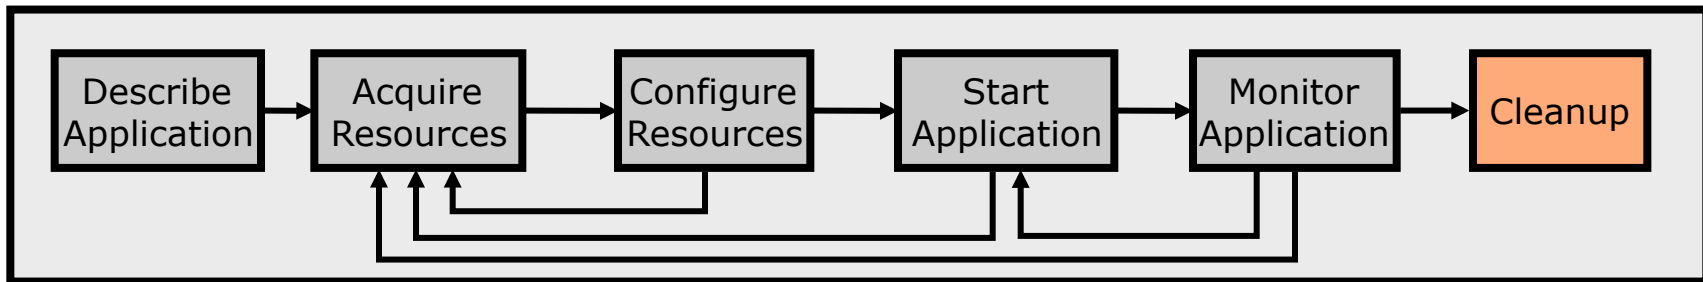 Describe
Application
Acquire
Resources
Configure
Resources
Start
Application
Monitor
Application
Cleanup